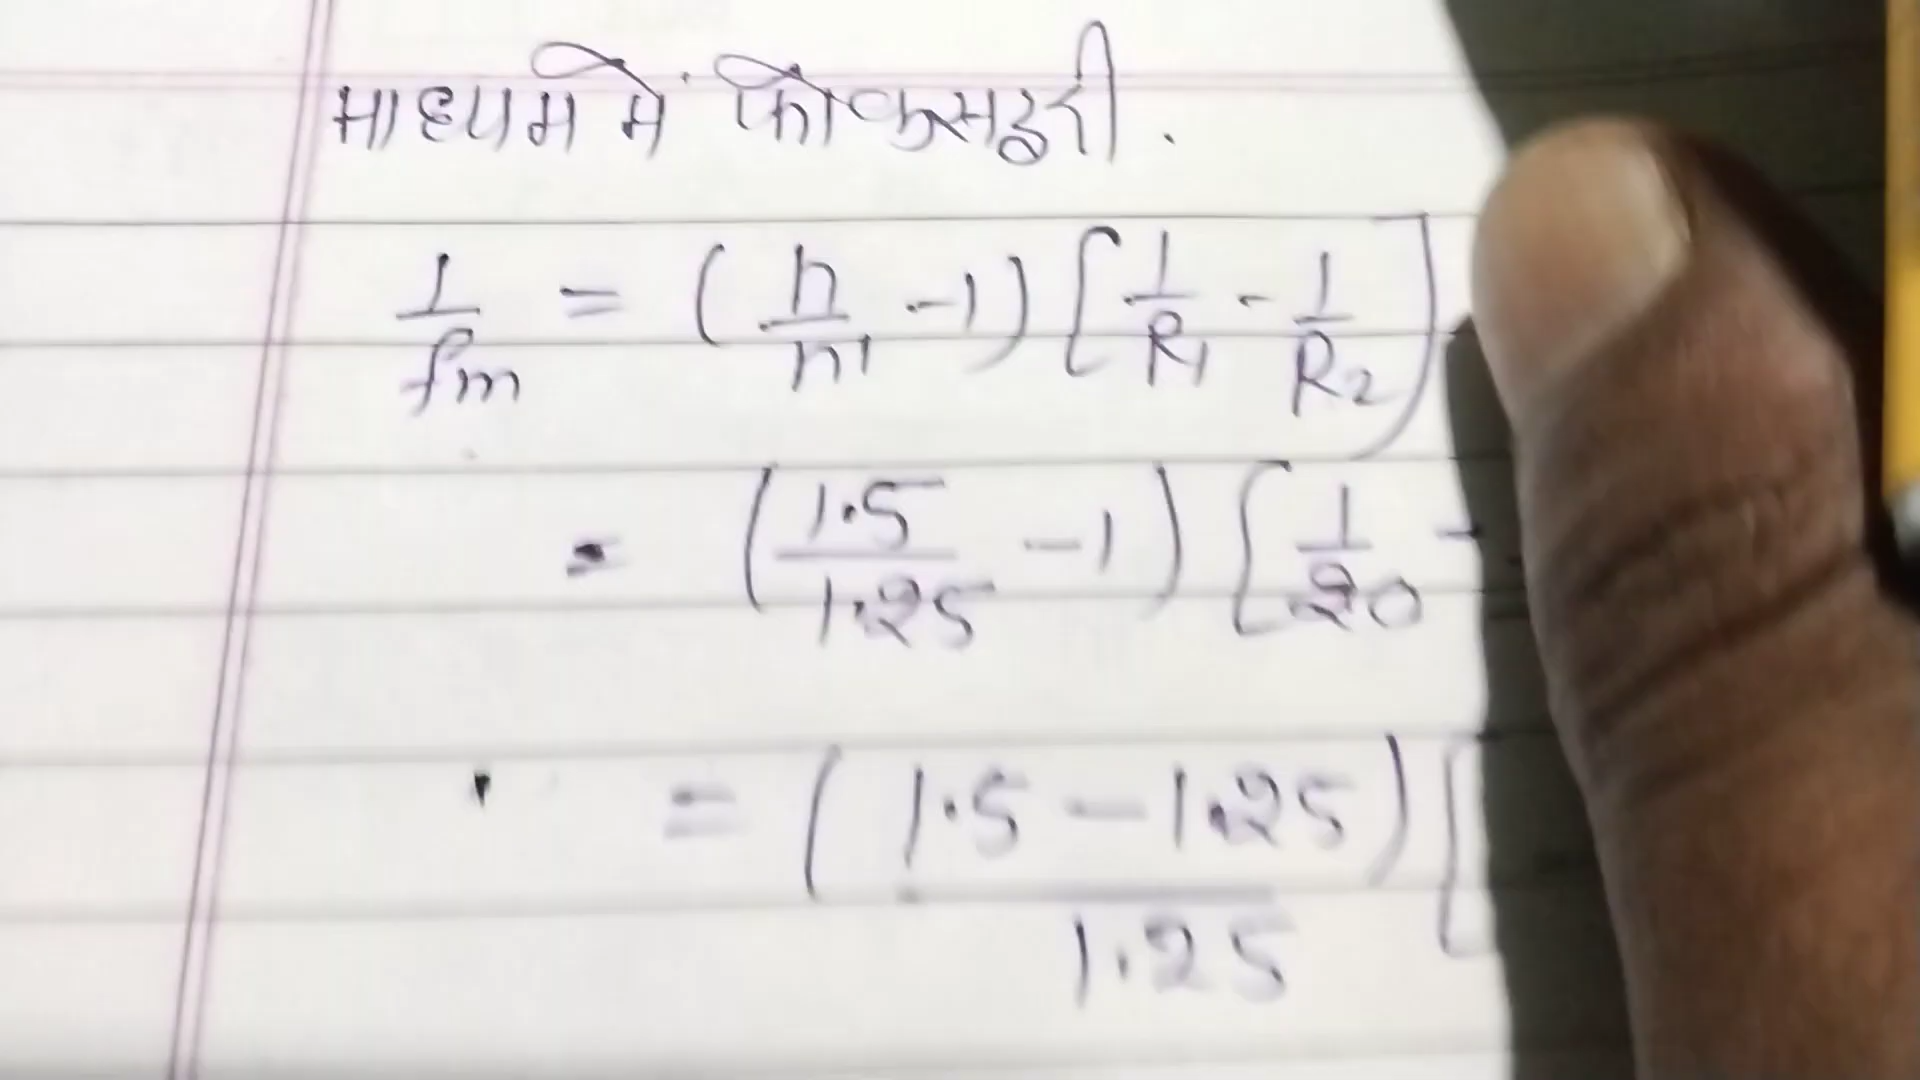 माध्यम में फोकसदूरी.
1/fm = (n/n1 - 1) [1/R1 - 1/R2]
= (1.5/1.25 - 1) [1/20 -
= (1.5 - 1.25)/1.25 [